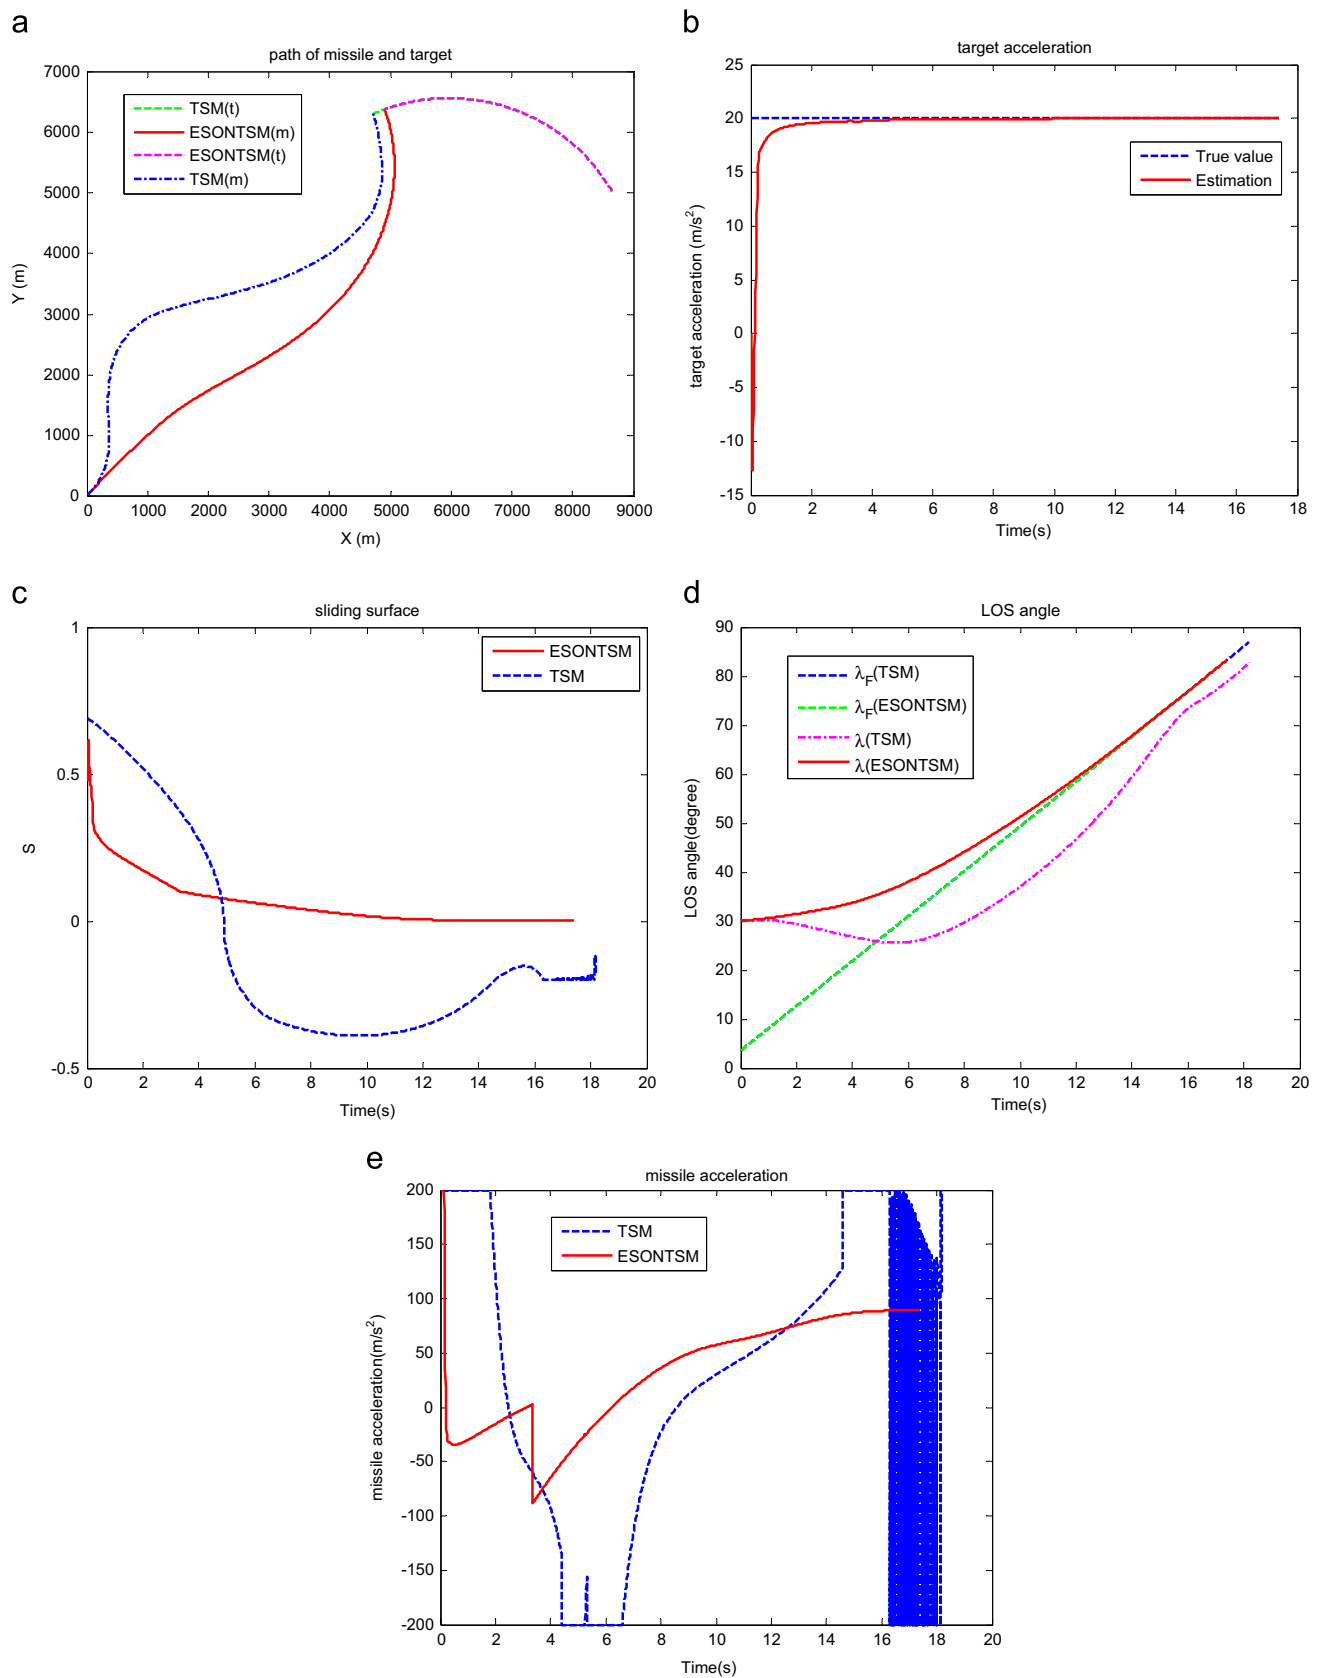 a
path of missile and target
7000
6000
5000
4000
3000
2000
1000
0
Y (m)
TSM(t)
ESONTSM(m)
ESONTSM(t)
TSM(m)
0 1000 2000 3000 4000 5000 6000 7000 8000 9000
X (m)
b
target acceleration
25
20
15
10
5
0
-5
-10
-15
target acceleration (m/s²)
True value
Estimation
0 2 4 6 8 10 12 14 16 18
Time(s)
c
sliding surface
1
0.5
0
-0.5
S
ESONTSM
TSM
0 2 4 6 8 10 12 14 16 18 20
Time(s)
d
LOS angle
90
80
70
60
50
40
30
20
10
0
LOS angle(degree)
λF(TSM)
λF(ESONTSM)
λ(TSM)
λ(ESONTSM)
0 2 4 6 8 10 12 14 16 18 20
Time(s)
e
missile acceleration
200
150
100
50
0
-50
-100
-150
-200
missile acceleration(m/s²)
TSM
ESONTSM
0 2 4 6 8 10 12 14 16 18 20
Time(s)